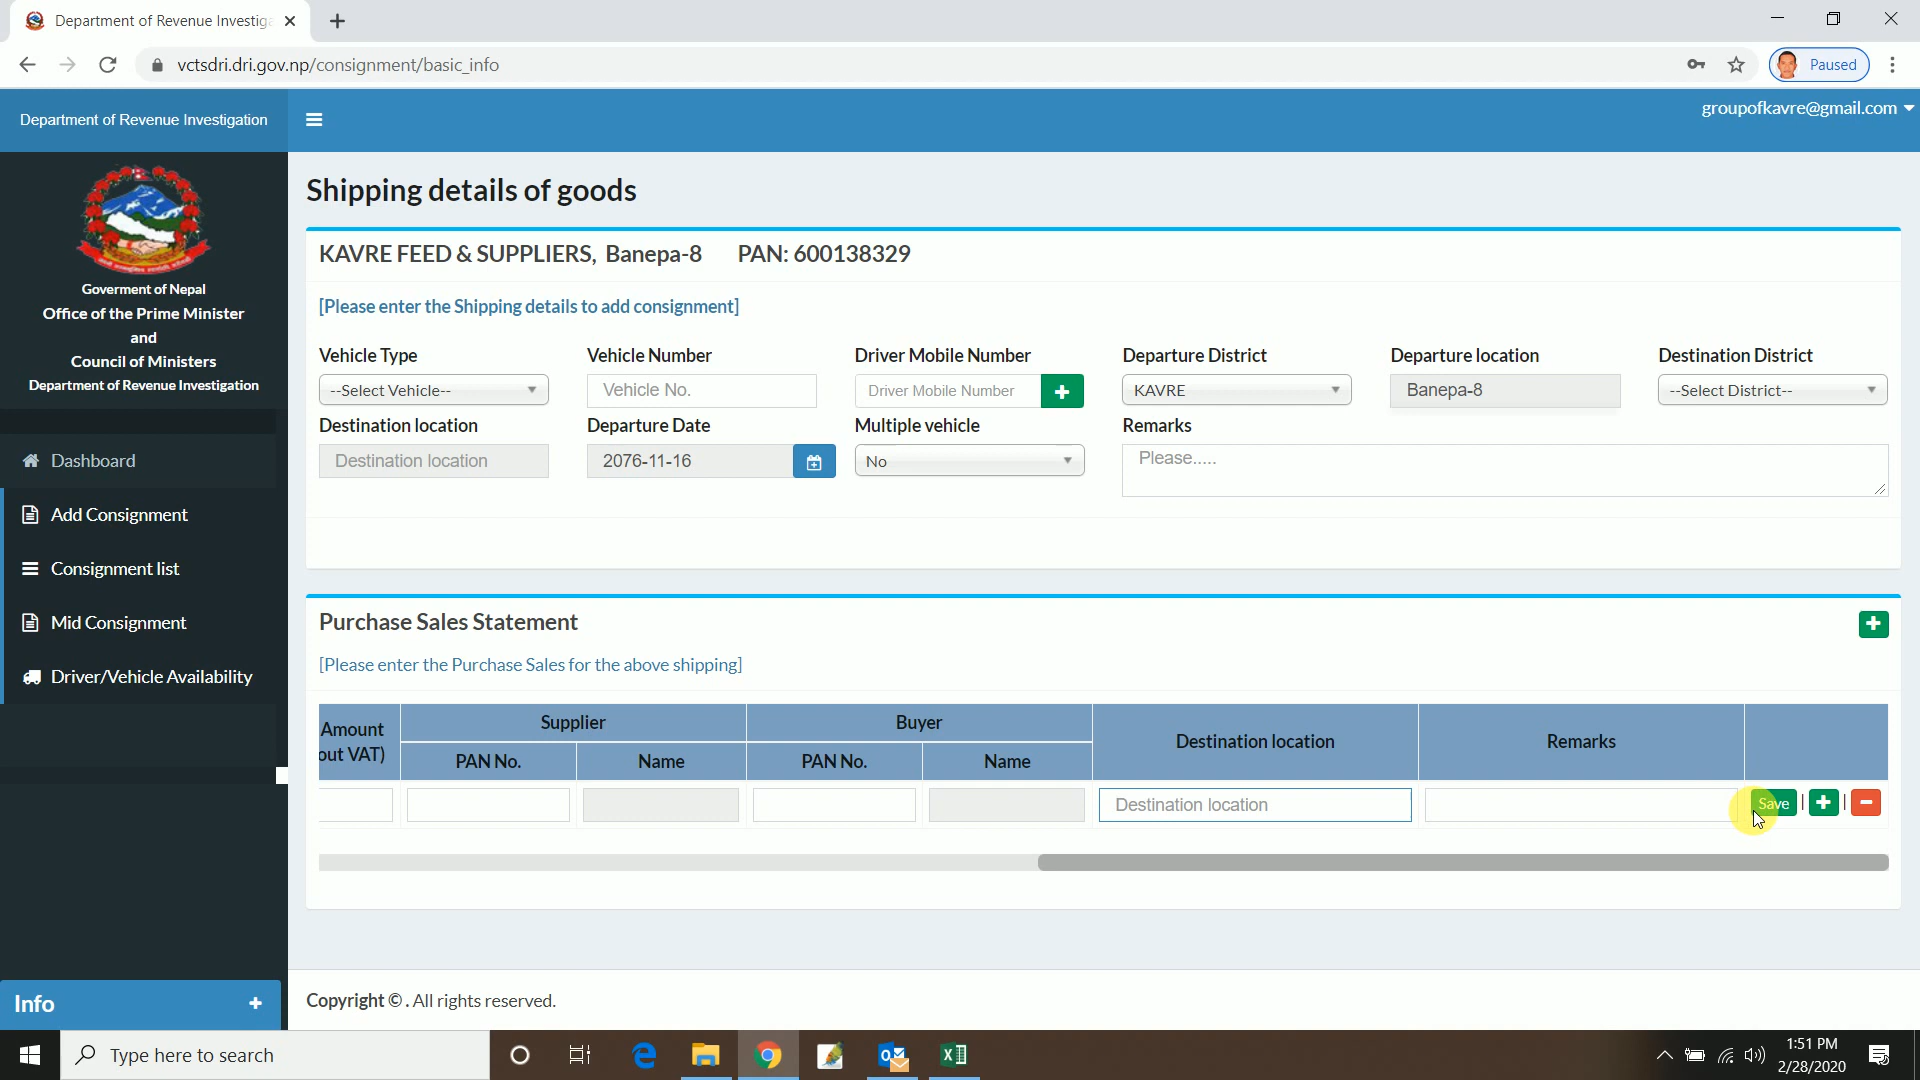 Department of Revenue Investiga
vctsdri.dri.gov.np/consignment/basic_info
Paused
Department of Revenue Investigation
groupofkavre@gmail.com
Goverment of Nepal
Office of the Prime Minister
and
Council of Ministers
Department of Revenue Investigation
Dashboard
Add Consignment
Consignment list
Mid Consignment
Driver/Vehicle Availability
Info
Shipping details of goods
KAVRE FEED & SUPPLIERS, Banepa-8 PAN: 600138329
[Please enter the Shipping details to add consignment]
Vehicle Type Vehicle Number Driver Mobile Number Departure District Departure location Destination District
--Select Vehicle-- Vehicle No. Driver Mobile Number KAVRE Banepa-8 --Select District--
Destination location Departure Date Multiple vehicle Remarks
Destination location 2076-11-16 No Please.....
Purchase Sales Statement
[Please enter the Purchase Sales for the above shipping]
Amount Supplier Buyer Destination location Remarks
out VAT) PAN No. Name PAN No. Name
Destination location Save
Copyright © . All rights reserved.
Type here to search
1:51 PM
2/28/2020